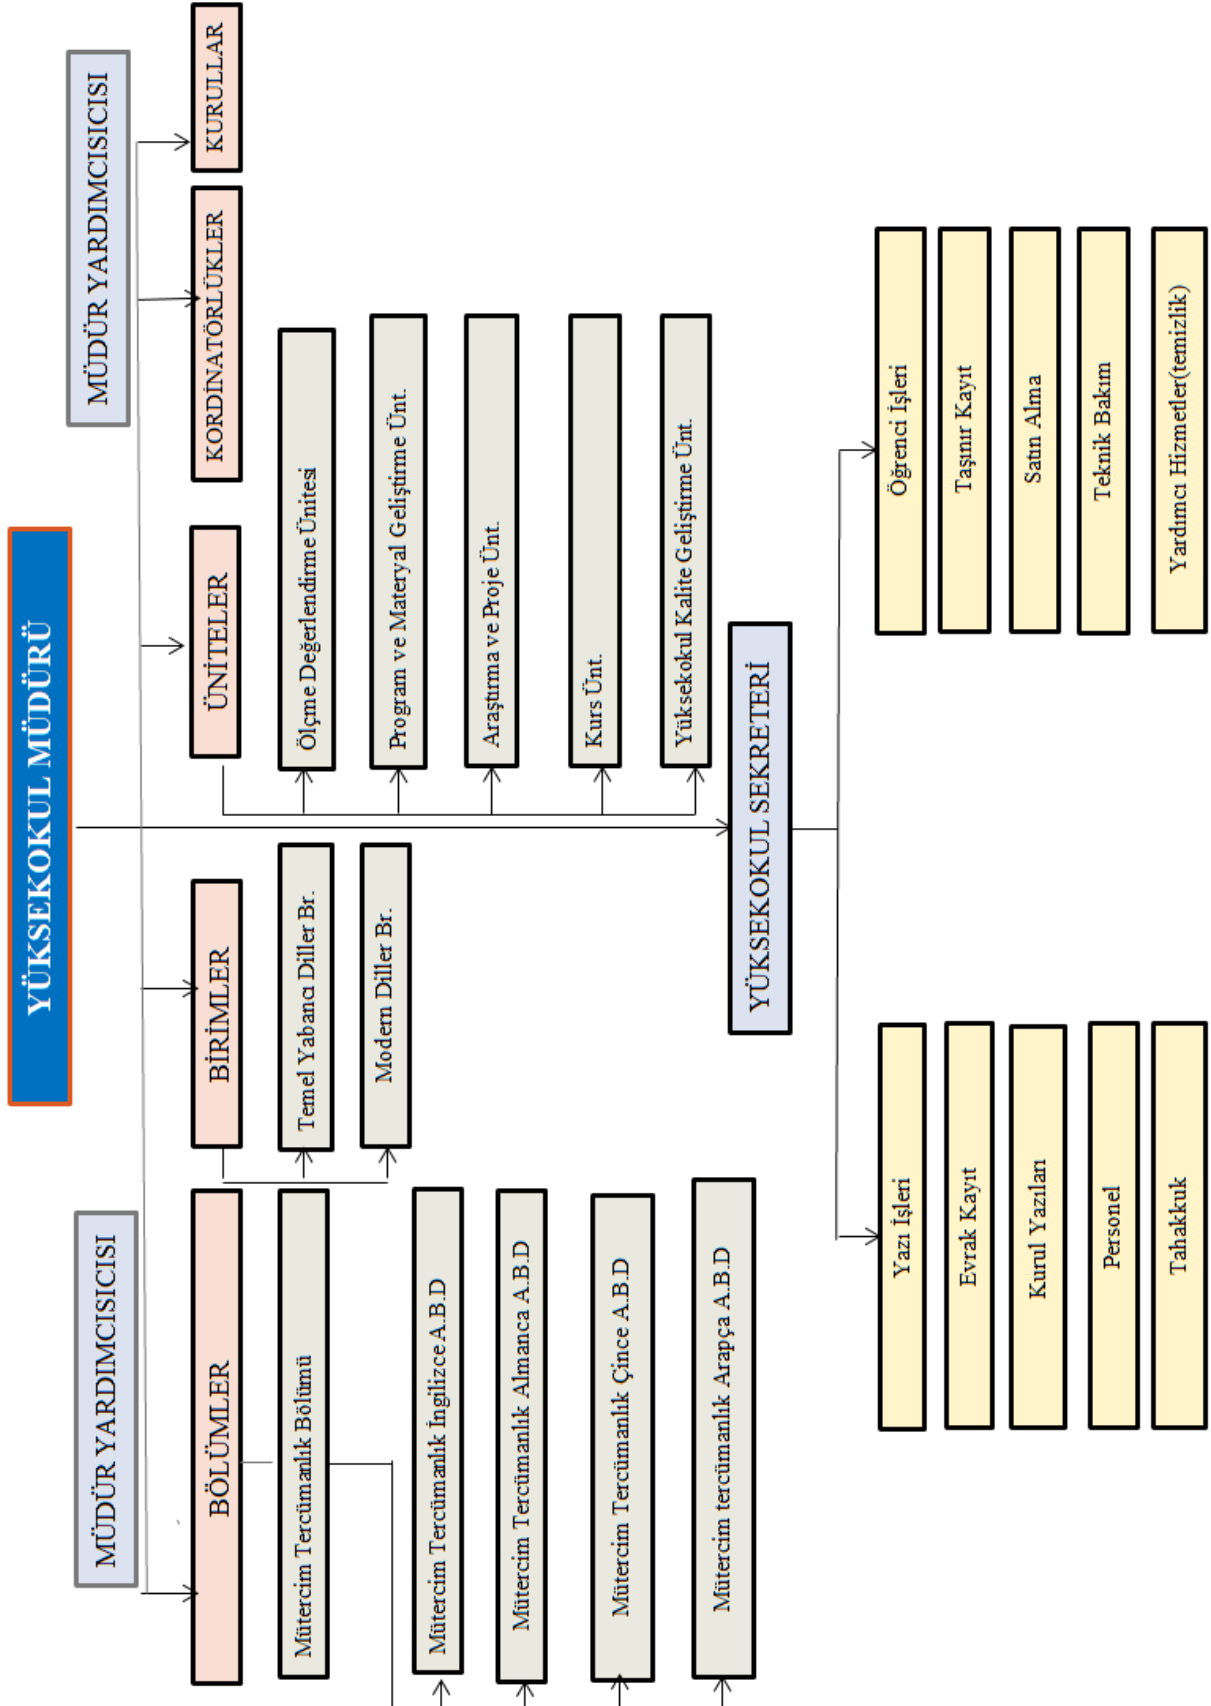 YÜKSEKOKUL MÜDÜRÜ
MÜDÜR YARDIMCISICISI
MÜDÜR YARDIMCISICISI
BÖLÜMLER
BİRİMLER
ÜNİTELER
KORDİNATÖRLÜKLER
KURULLAR
Mütercim Tercümanlık Bölümü
Mütercim Tercümanlık İngilizce A.B.D
Mütercim Tercümanlık Almanca A.B.D
Mütercim Tercümanlık Çince A.B.D
Mütercim tercümanlık Arapça A.B.D
Temel Yabancı Diller Br.
Modern Diller Br.
Ölçme Değerlendirme Ünitesi
Program ve Materyal Geliştirme Ünt.
Araştırma ve Proje Ünt.
Kurs Ünt.
Yüksekokul Kalite Geliştirme Ünt.
YÜKSEKOKUL SEKRETERİ
Yazı İşleri
Evrak Kayıt
Kurul Yazıları
Personel
Tahakkuk
Öğrenci İşleri
Taşınır Kayıt
Satın Alma
Teknik Bakım
Yardımcı Hizmetler(temizlik)